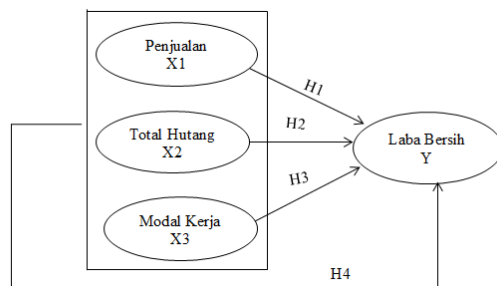 Penjualan
X1
H1
Total Hutang
X2
H2
Laba Bersih
Y
H3
Modal Kerja
X3
H4